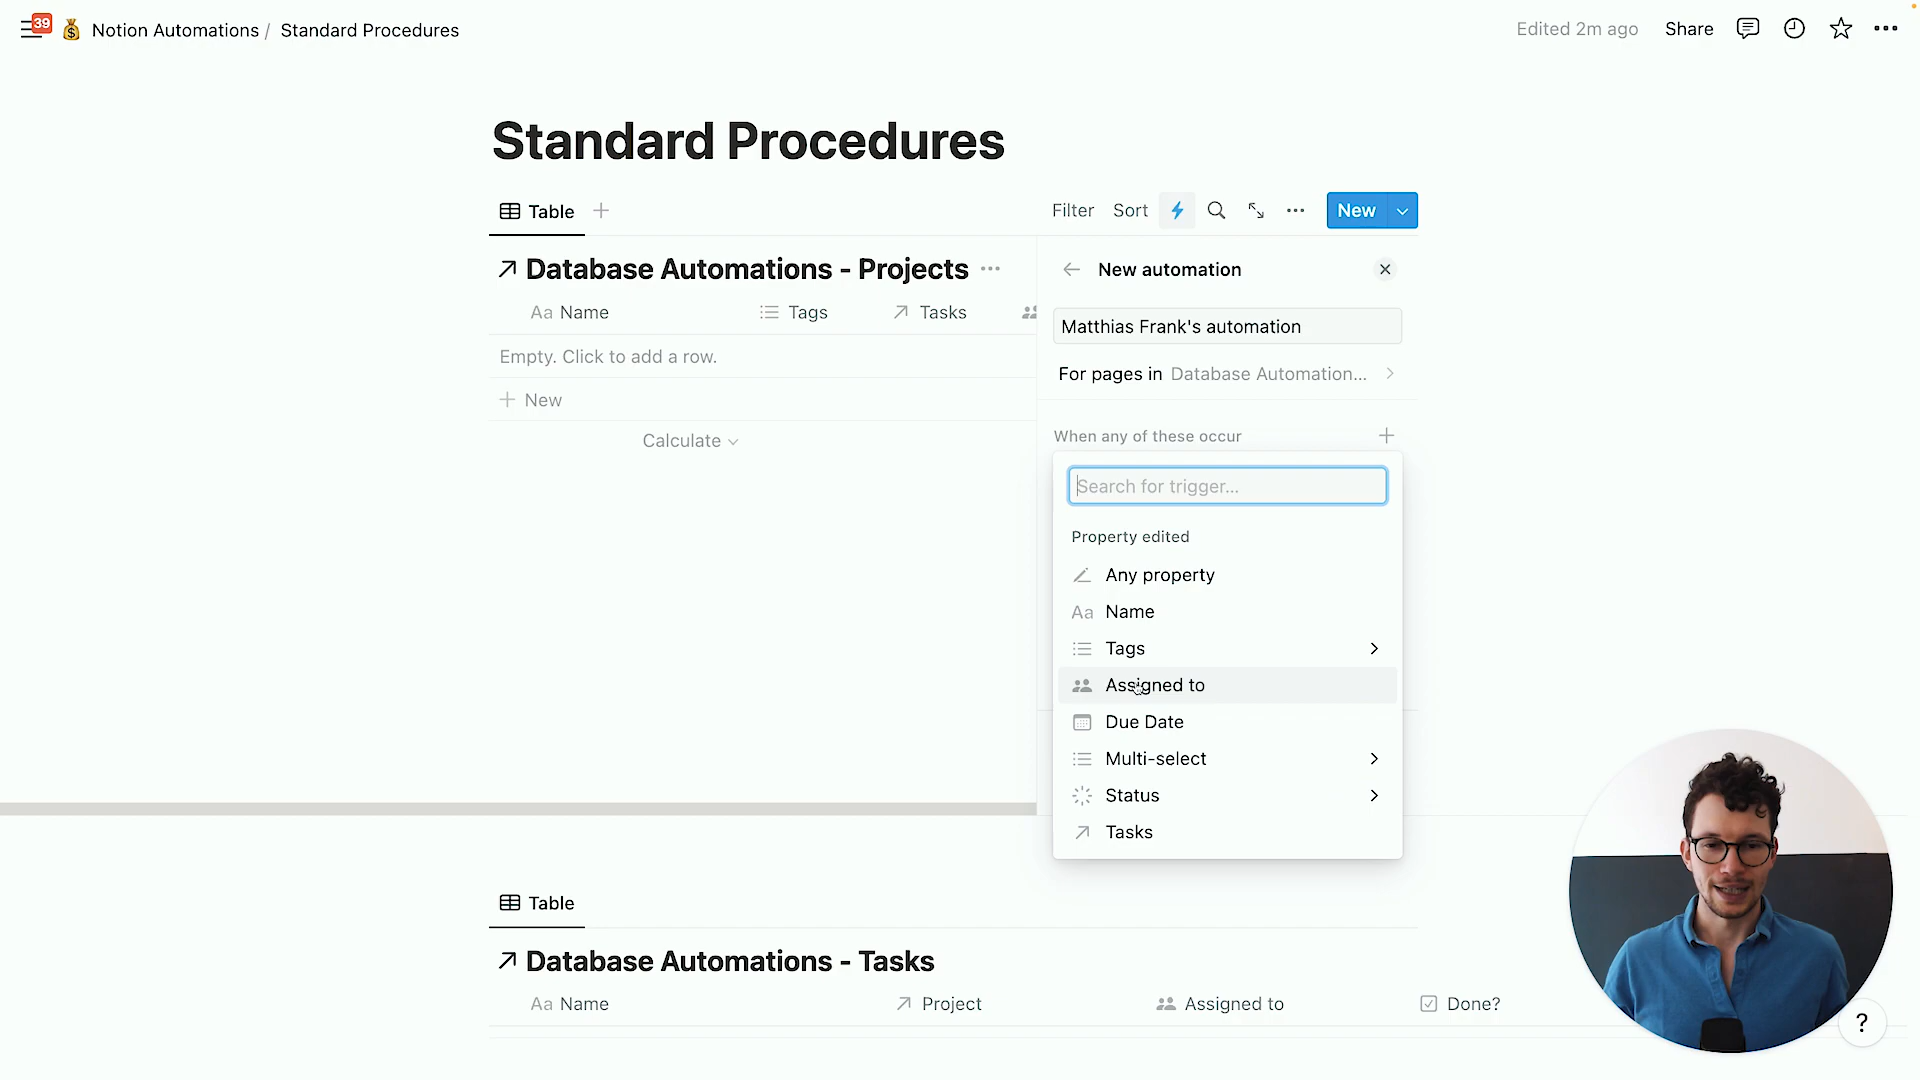 39
Notion Automations / Standard Procedures
Edited 2m ago
Share
Standard Procedures
Table
Filter
Sort
New
Database Automations - Projects
Aa Name
Tags
Tasks
Empty. Click to add a row.
New
Calculate
New automation
Matthias Frank's automation
For pages in Database Automation...
When any of these occur
Search for trigger...
Property edited
Any property
Aa Name
Tags
Assigned to
Due Date
Multi-select
Status
Tasks
Table
Database Automations - Tasks
Aa Name
Project
Assigned to
Done?
?